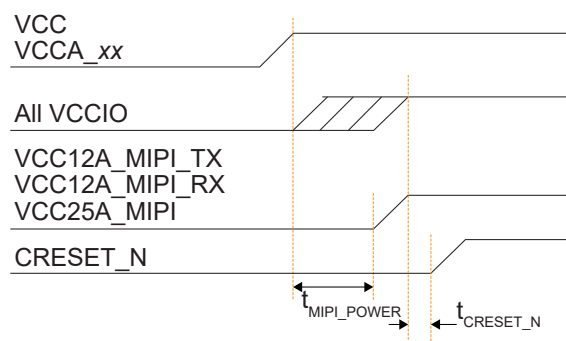 VCC
VCCA_xx
All VCCIO
VCC12A_MIPI_TX
VCC12A_MIPI_RX
VCC25A_MIPI
CRESET_N
tMIPI_POWER
tCRESET_N